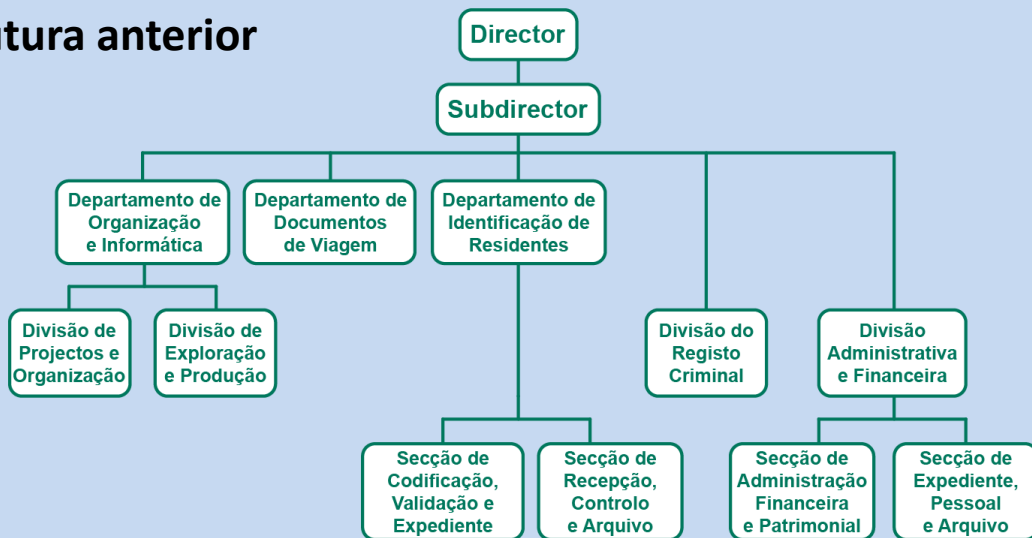 utura anterior
Director
Subdirector
Departamento de
Organização
e Informática
Departamento de
Documentos
de Viagem
Departamento de
Identificação de
Residentes
Divisão de
Projectos e
Organização
Divisão de
Exploração
e Produção
Divisão do
Registo
Criminal
Divisão
Administrativa
e Financeira
Secção de
Codificação,
Validação e
Expediente
Secção de
Recepção,
Controlo
e Arquivo
Secção de
Administração
Financeira
e Patrimonial
Secção de
Expediente,
Pessoal
e Arquivo